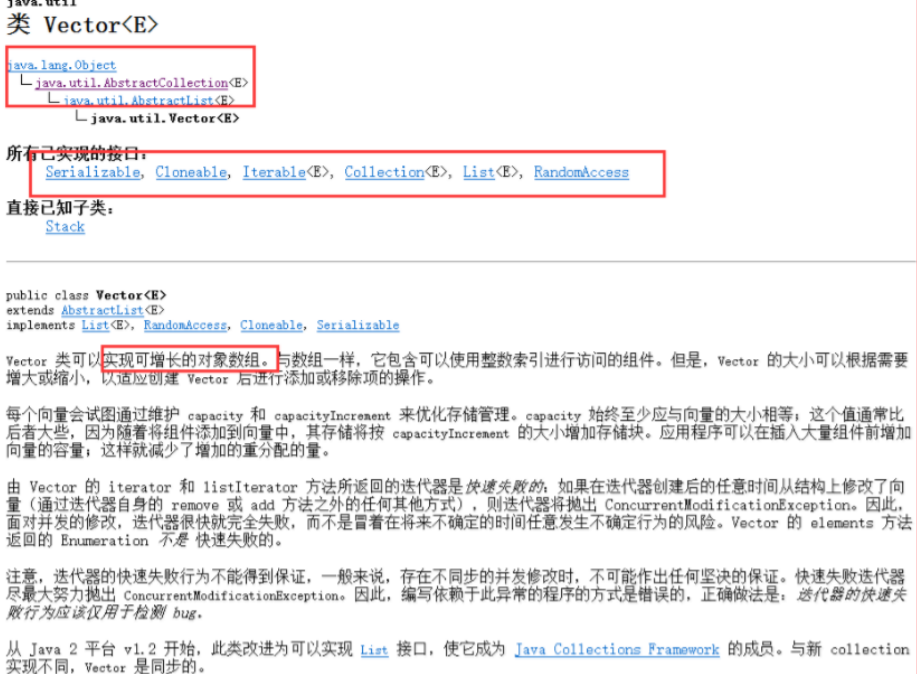 java.util
类 Vector<E>
java.lang.Object
java.util.AbstractCollection<E>
java.util.AbstractList<E>
java.util.Vector<E>
所有已实现的接口：
Serializable, Cloneable, Iterable<E>, Collection<E>, List<E>, RandomAccess
直接已知子类：
Stack
public class Vector<E>
extends AbstractList<E>
implements List<E>, RandomAccess, Cloneable, Serializable
Vector 类可以实现可增长的对象数组。与数组一样，它包含可以使用整数索引进行访问的组件。但是，Vector 的大小可以根据需要
增大或缩小，以适应创建 Vector 后进行添加或移除项的操作。
每个向量会试图通过维护 capacity 和 capacityIncrement 来优化存储管理。capacity 始终至少应与向量的大小相等；这个值通常比
后者大些，因为随着将组件添加到向量中，其存储将按 capacityIncrement 的大小增加存储块。应用程序可以在插入大量组件前增加
向量的容量；这样就减少了增加的重分配的量。
由 Vector 的 iterator 和 listIterator 方法所返回的迭代器是快速失败的：如果在迭代器创建后的任意时间从结构上修改了向
量（通过迭代器自身的 remove 或 add 方法之外的任何其他方式），则迭代器将抛出 ConcurrentModificationException。因此，
面对并发的修改，迭代器很快就完全失败，而不是冒着在将来不确定的时间任意发生不确定行为的风险。Vector 的 elements 方法
返回的 Enumeration 不是 快速失败的。
注意，迭代器的快速失败行为不能得到保证，一般来说，存在不同步的并发修改时，不可能作出任何坚决的保证。快速失败迭代器
尽最大努力抛出 ConcurrentModificationException。因此，编写依赖于此异常的程序的方式是错误的，正确做法是：迭代器的快速失
败行为应该仅用于检测 bug.
从 Java 2 平台 v1.2 开始，此类改进为可以实现 List 接口，使它成为 Java Collections Framework 的成员。与新 collection
实现不同，Vector 是同步的。